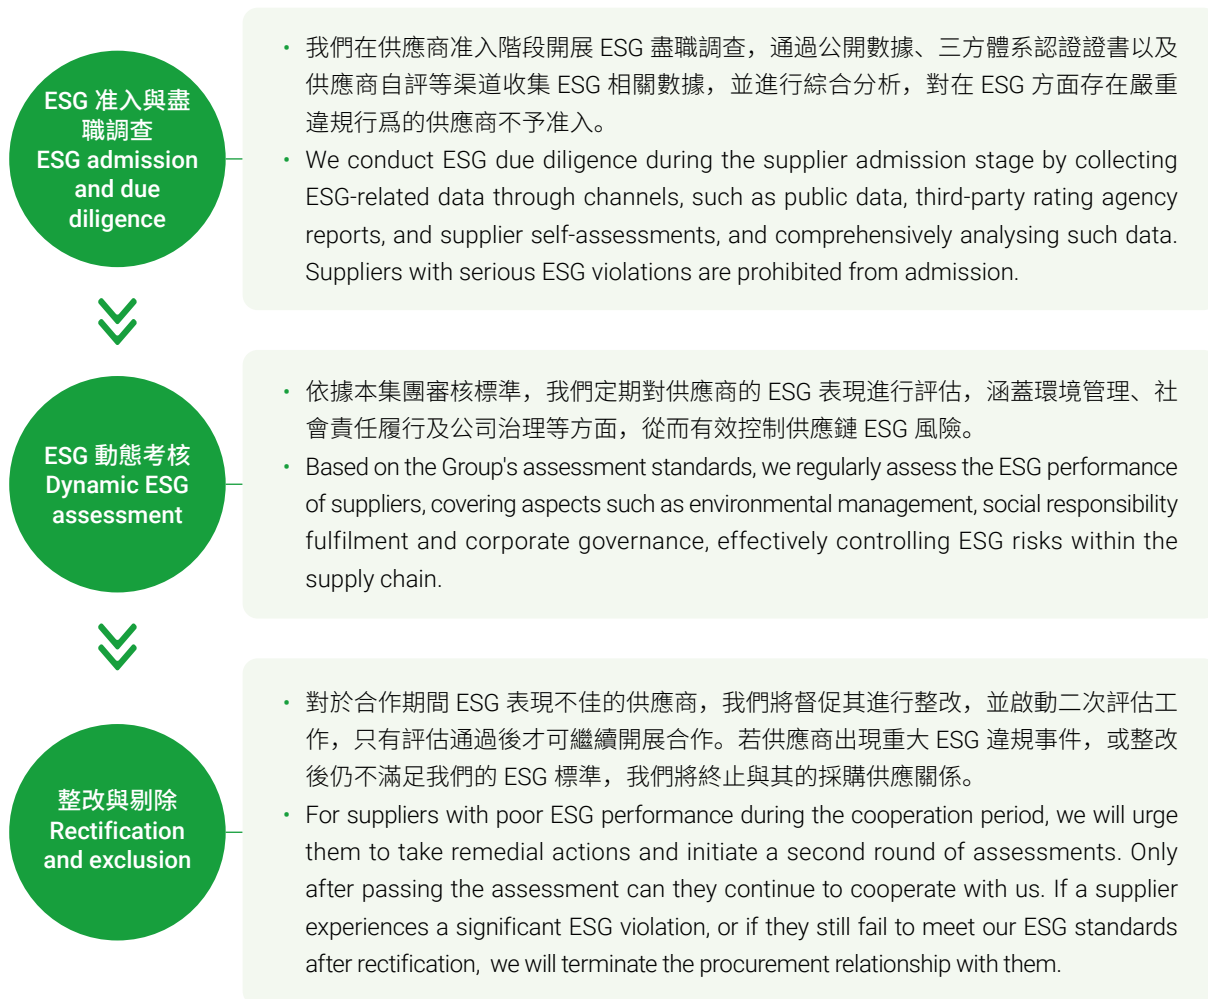 ESG 准入與盡
職調查
ESG admission
and due
diligence
• 我們在供應商准入階段開展 ESG 盡職調查，通過公開數據、三方體系認證證書以及
供應商自評等渠道收集 ESG 相關數據，並進行綜合分析，對在 ESG 方面存在嚴重
違規行爲的供應商不予准入。
• We conduct ESG due diligence during the supplier admission stage by collecting
ESG-related data through channels, such as public data, third-party rating agency
reports, and supplier self-assessments, and comprehensively analysing such data.
Suppliers with serious ESG violations are prohibited from admission.
ESG 動態考核
Dynamic ESG
assessment
• 依據本集團審核標準，我們定期對供應商的 ESG 表現進行評估，涵蓋環境管理、社
會責任履行及公司治理等方面，從而有效控制供應鏈 ESG 風險。
• Based on the Group's assessment standards, we regularly assess the ESG performance
of suppliers, covering aspects such as environmental management, social responsibility
fulfilment and corporate governance, effectively controlling ESG risks within the
supply chain.
整改與剔除
Rectification
and exclusion
• 對於合作期間 ESG 表現不佳的供應商，我們將督促其進行整改，並啟動二次評估工
作，只有評估通過後才可繼續開展合作。若供應商出現重大 ESG 違規事件，或整改
後仍不滿足我們的 ESG 標準，我們將終止與其的採購供應關係。
• For suppliers with poor ESG performance during the cooperation period, we will urge
them to take remedial actions and initiate a second round of assessments. Only
after passing the assessment can they continue to cooperate with us. If a supplier
experiences a significant ESG violation, or if they still fail to meet our ESG standards
after rectification, we will terminate the procurement relationship with them.